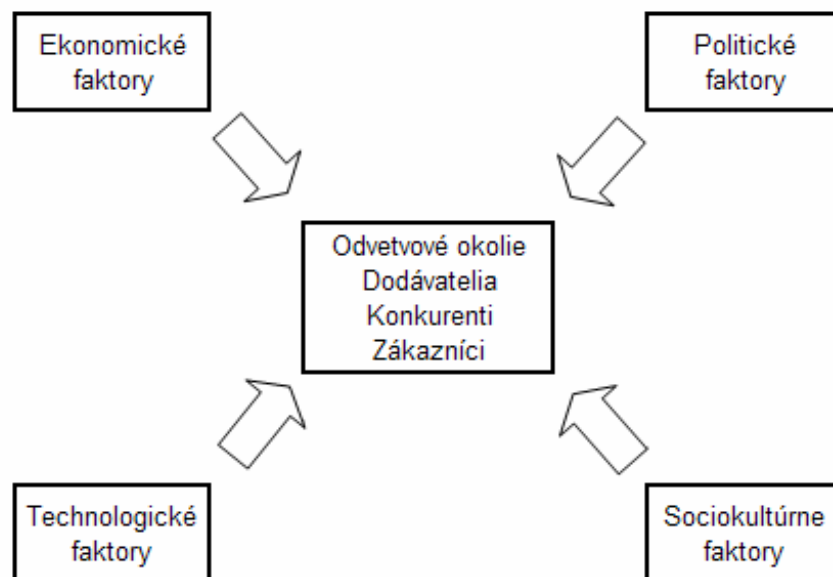 Ekonomické
faktory
Politické
faktory
Odvetvové okolie
Dodávatelia
Konkurenti
Zákazníci
Technologické
faktory
Sociokultúrne
faktory